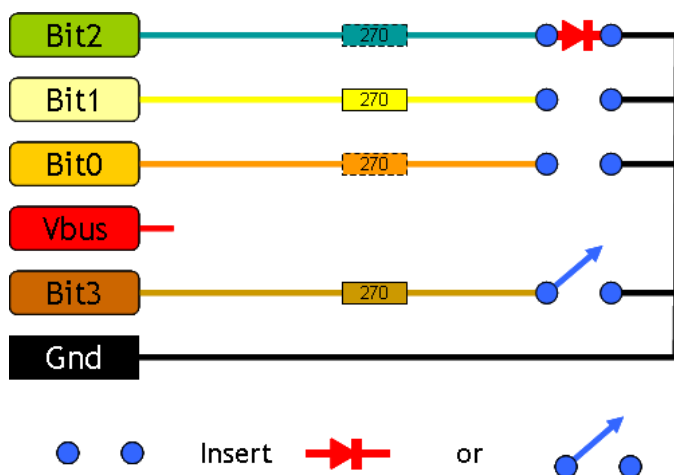 Bit2 270
Bit1 270
Bit0 270
Vbus
Bit3 270
Gnd
Insert or